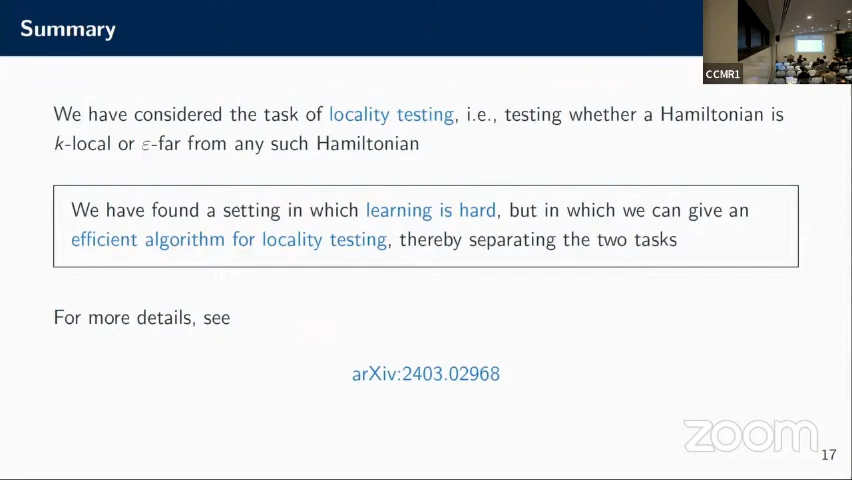 Summary
CCMR1
We have considered the task of locality testing, i.e., testing whether a Hamiltonian is
k-local or ε-far from any such Hamiltonian
We have found a setting in which learning is hard, but in which we can give an
efficient algorithm for locality testing, thereby separating the two tasks
For more details, see
arXiv:2403.02968
zoom
17